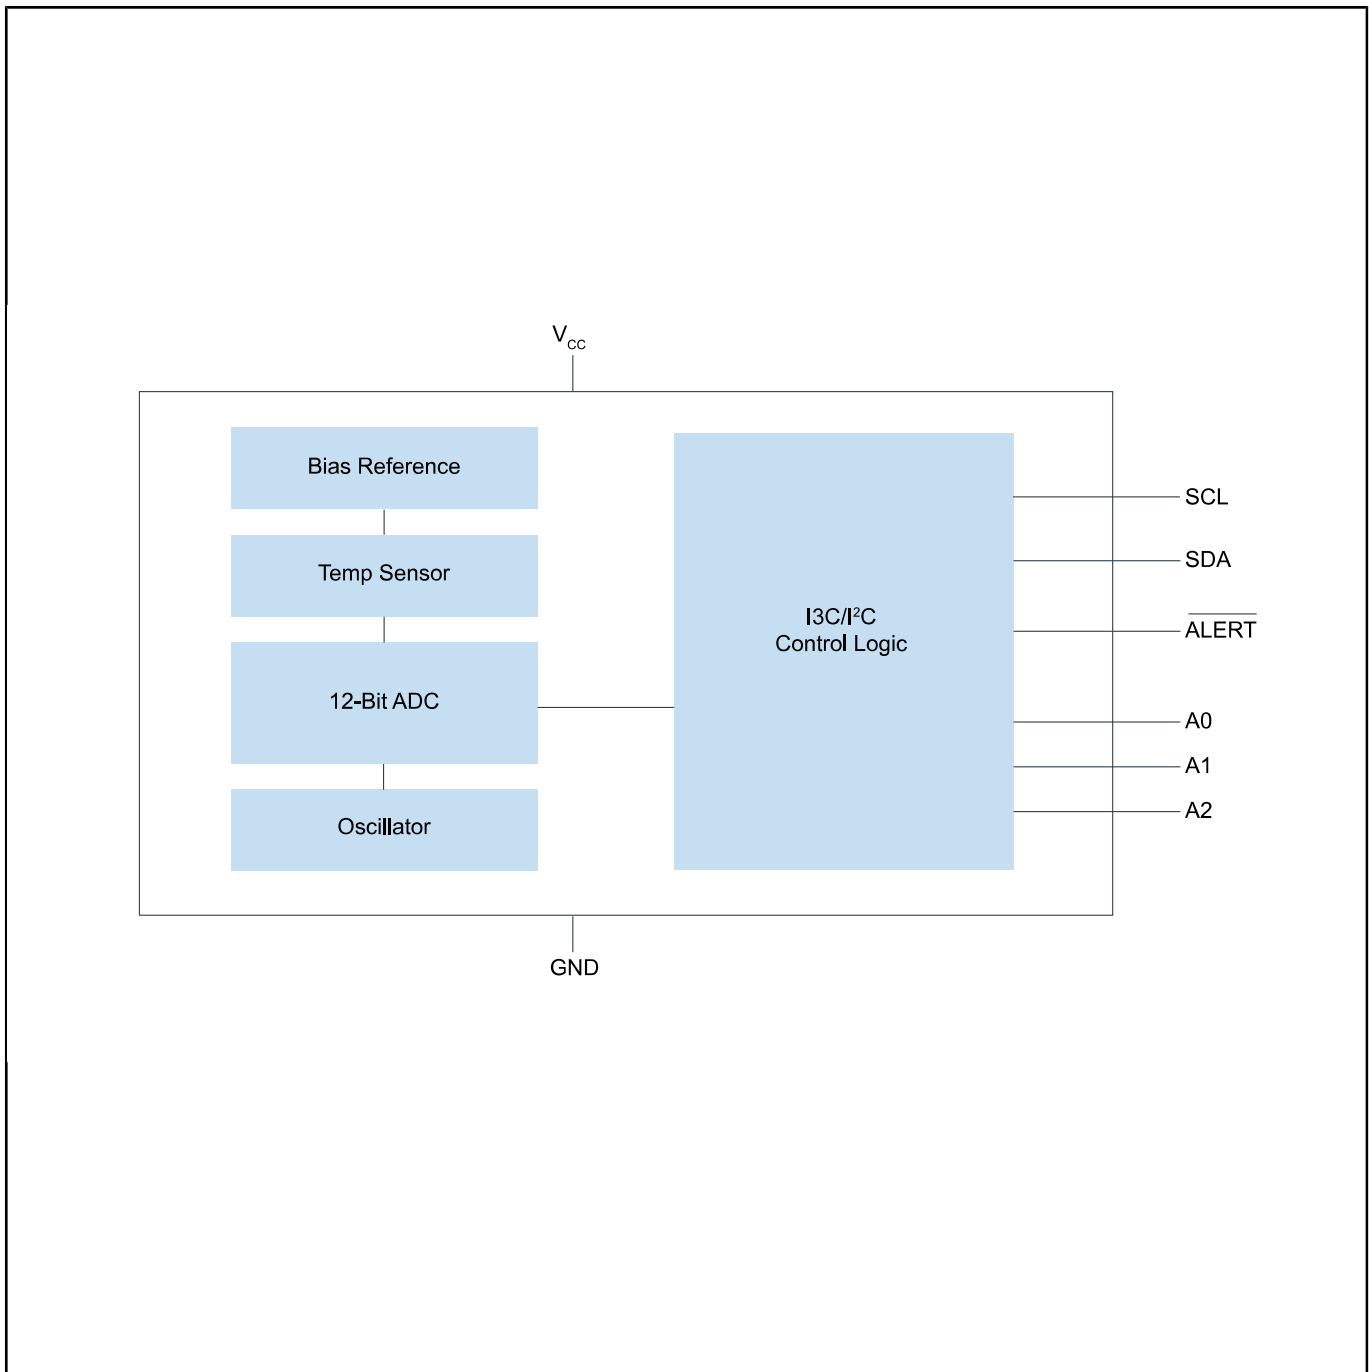 V_CC
Bias Reference
Temp Sensor
12-Bit ADC
Oscillator
I3C/I²C
Control Logic
SCL
SDA
ALERT
A0
A1
A2
GND